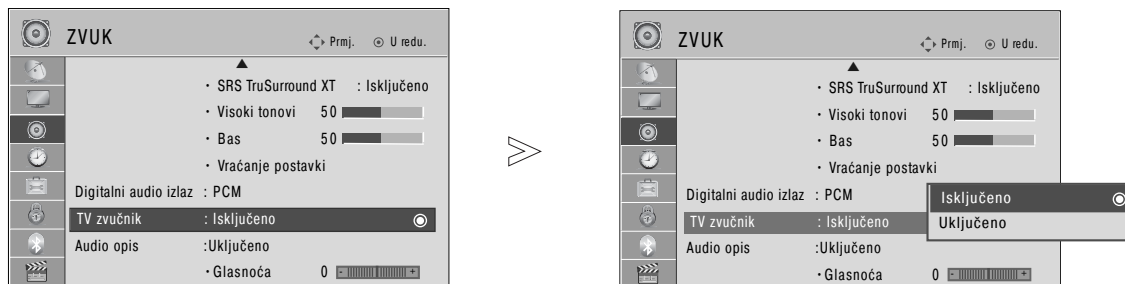 ZVUK
Prmj. U redu.
• SRS TruSurround XT : Isključeno
• Visoki tonovi 50
• Bas 50
• Vraćanje postavki
Digitalni audio izlaz : PCM
TV zvučnik : Isključeno
Audio opis :Uključeno
•Glasnoća 0 - +
ZVUK
Prmj. U redu.
• SRS TruSurround XT : Isključeno
• Visoki tonovi 50
• Bas 50
• Vraćanje postavki
Digitalni audio izlaz : PCM
TV zvučnik : Isključeno
Audio opis :Uključeno
•Glasnoća 0 - +
Isključeno
Uključeno